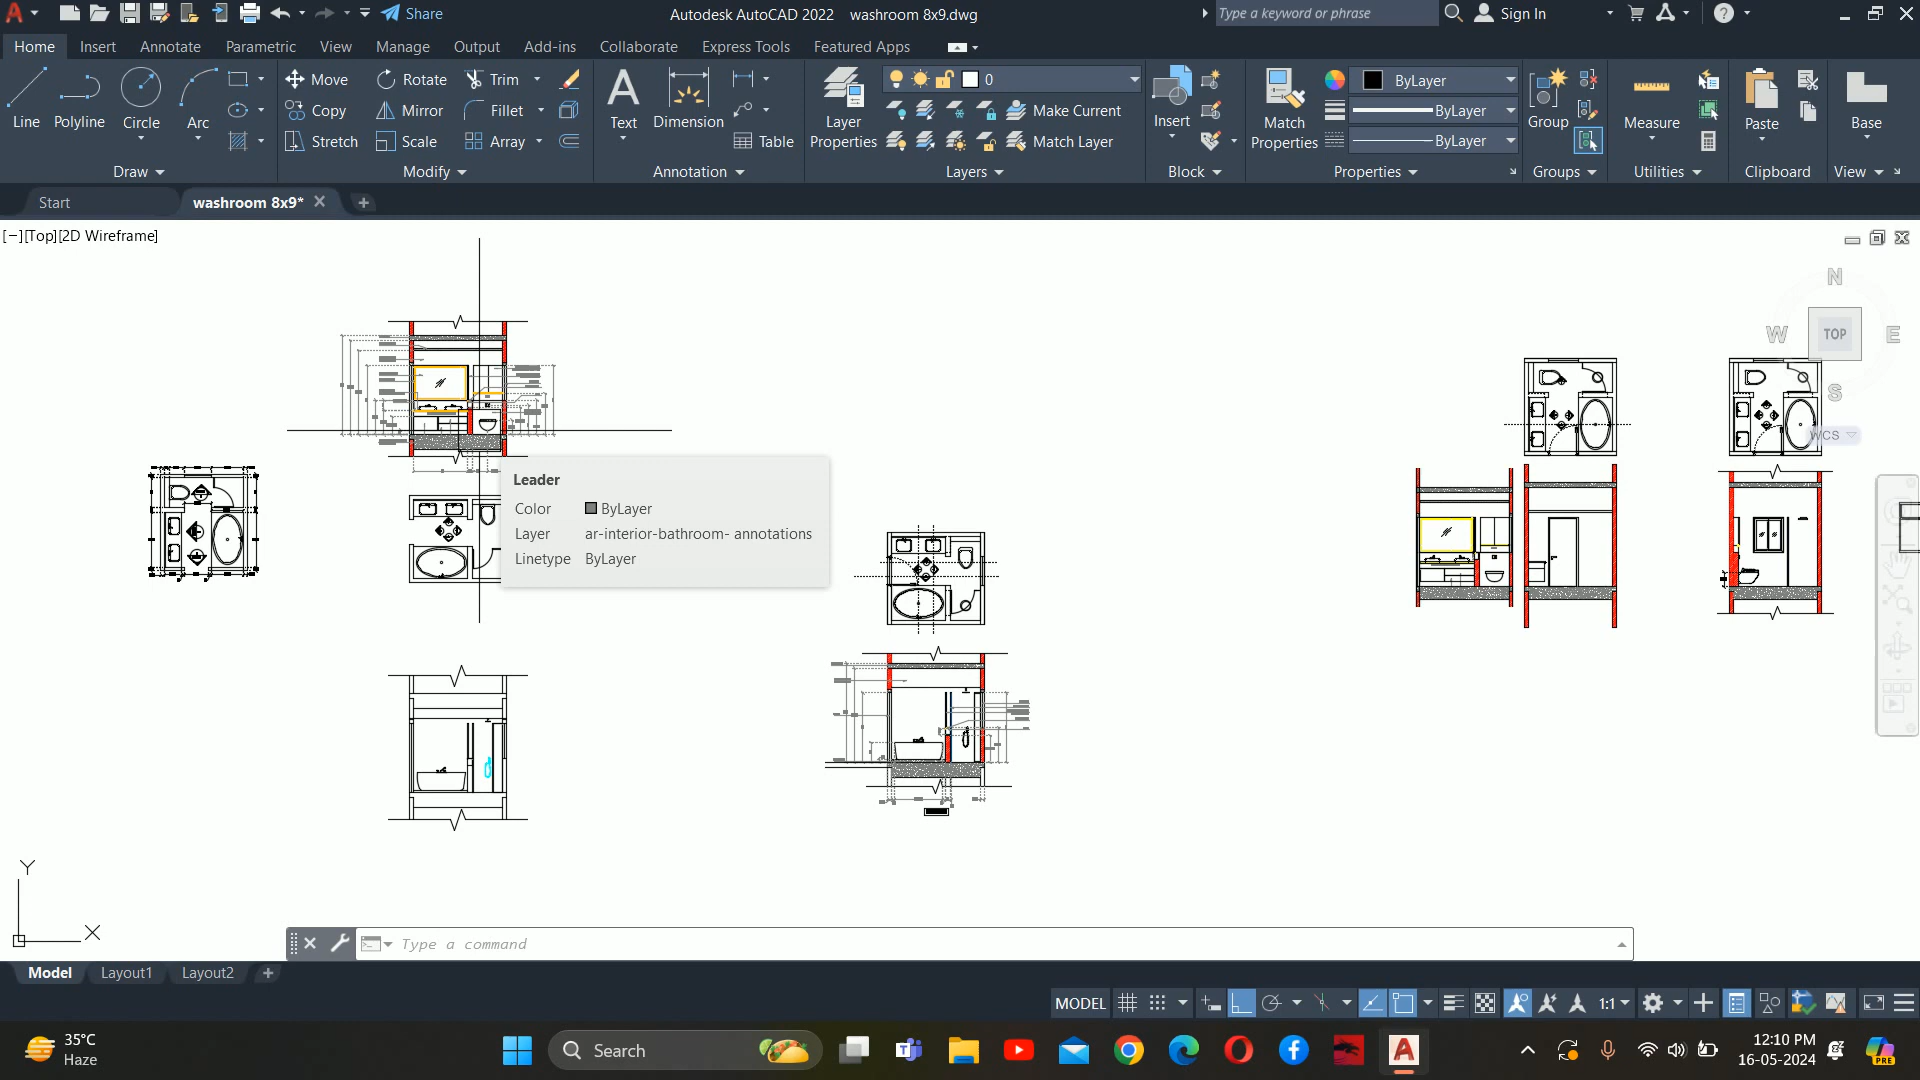 Share
Autodesk AutoCAD 2022 washroom 8x9.dwg
Type a keyword or phrase
Sign In
Home Insert Annotate Parametric View Manage Output Add-ins Collaborate Express Tools Featured Apps
Line Polyline Circle Arc
Move Rotate Trim
Copy Mirror Fillet
Stretch Scale Array
Text Dimension Table
Layer Properties
0
Make Current
Match Layer
Insert
Match Properties
ByLayer
ByLayer
ByLayer
Group
Measure
Paste
Base
Draw Modify Annotation Layers Block Properties Groups Utilities Clipboard View
Start washroom 8x9*
[−][Top][2D Wireframe]
N
W TOP E
S
WCS
Leader
Color ByLayer
Layer ar-interior-bathroom- annotations
Linetype ByLayer
Y
X
Type a command
Model Layout1 Layout2
MODEL 1:1
35°C
Haze
Search
12:10 PM
16-05-2024
PRE